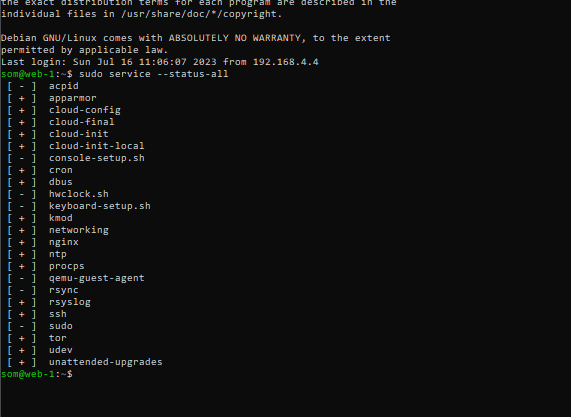 the exact distribution terms for each program are described in the
individual files in /usr/share/doc/*/copyright.
Debian GNU/Linux comes with ABSOLUTELY NO WARRANTY, to the extent
permitted by applicable law.
Last login: Sun Jul 16 11:06:07 2023 from 192.168.4.4
som@web-1:~$ sudo service --status-all
[ - ]  acpid
[ + ]  apparmor
[ + ]  cloud-config
[ + ]  cloud-final
[ + ]  cloud-init
[ + ]  cloud-init-local
[ - ]  console-setup.sh
[ + ]  cron
[ + ]  dbus
[ - ]  hwclock.sh
[ - ]  keyboard-setup.sh
[ + ]  kmod
[ + ]  networking
[ + ]  nginx
[ + ]  ntp
[ + ]  procps
[ - ]  qemu-guest-agent
[ - ]  rsync
[ + ]  rsyslog
[ + ]  ssh
[ - ]  sudo
[ + ]  tor
[ + ]  udev
[ + ]  unattended-upgrades
som@web-1:~$